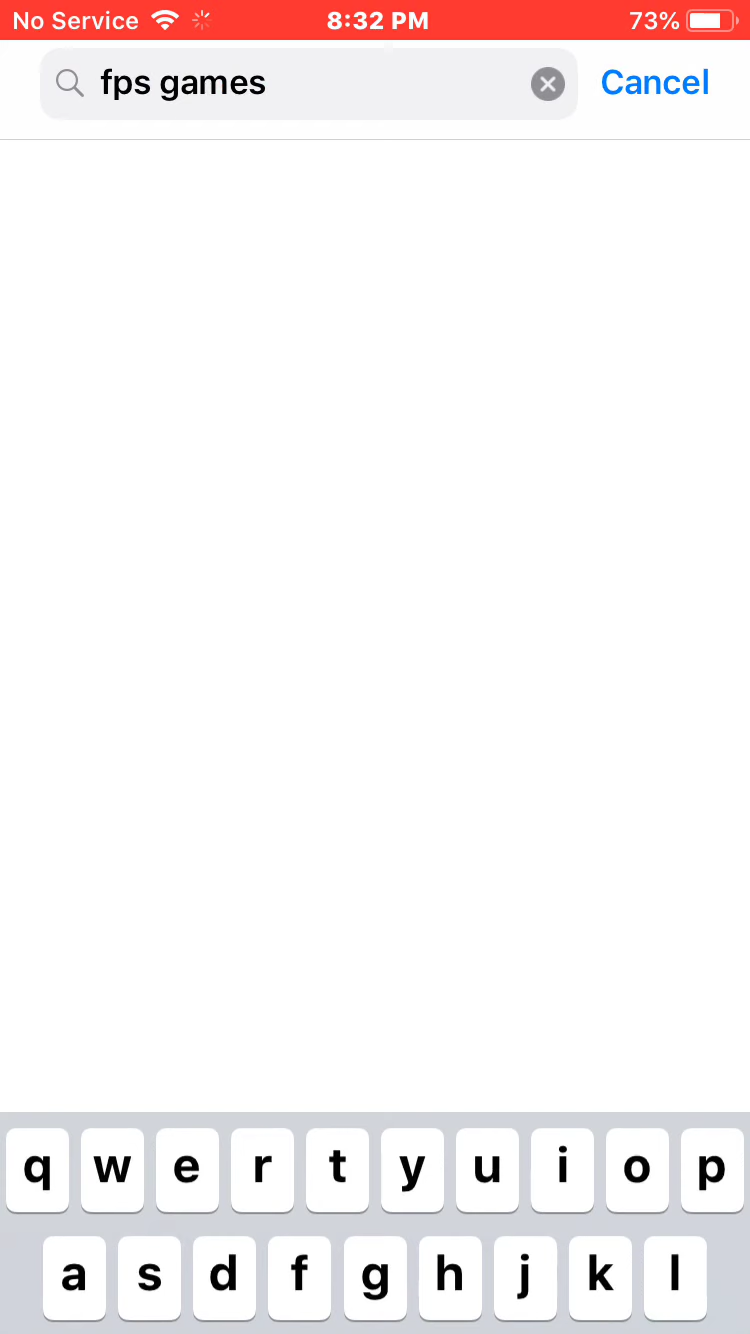 No Service 8:32 PM 73%
fps games Cancel
q w e r t y u i o p
a s d f g h j k l